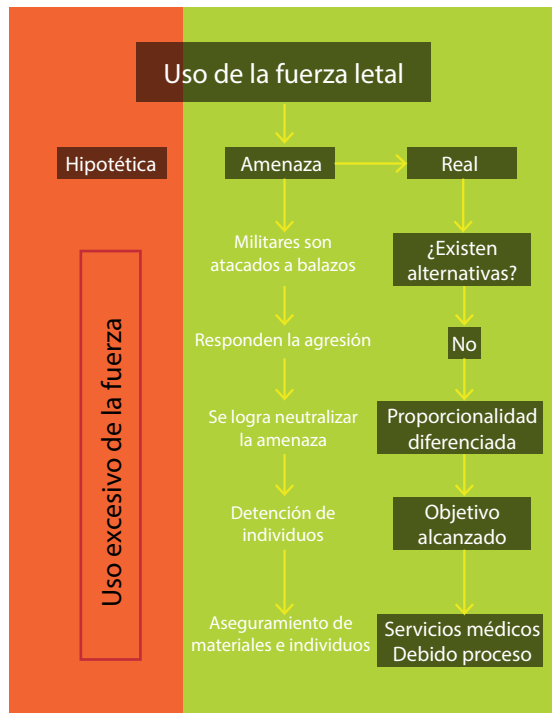 Uso de la fuerza letal
Hipotética
Amenaza
Real
Militares son
atacados a balazos
¿Existen
alternativas?
Responden la agresión
No
Se logra neutralizar
la amenaza
Proporcionalidad
diferenciada
Detención de
individuos
Objetivo
alcanzado
Aseguramiento de
materiales e individuos
Servicios médicos
Debido proceso
Uso excesivo de la fuerza